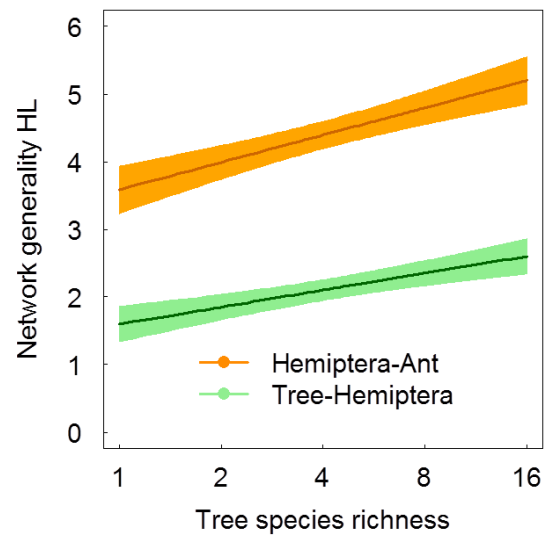 Network generality HL
6
5
4
3
2
1
0
Hemiptera-Ant
Tree-Hemiptera
1 2 4 8 16
Tree species richness